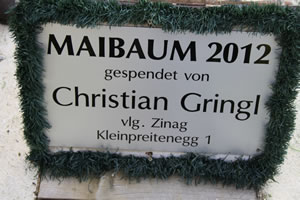 MAIBAUM 2012
gespendet von
Christian Gringl
vlg. Zinag
Kleinpreitenegg 1